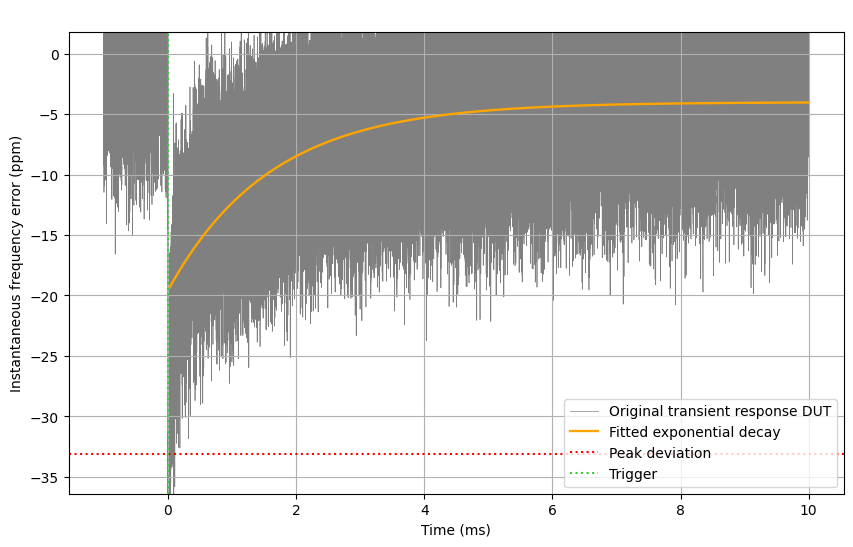 0
−5
−10
−15
−20
−25
−30
−35
Instantaneous frequency error (ppm)
Original transient response DUT
Fitted exponential decay
Peak deviation
Trigger
0 2 4 6 8 10
Time (ms)